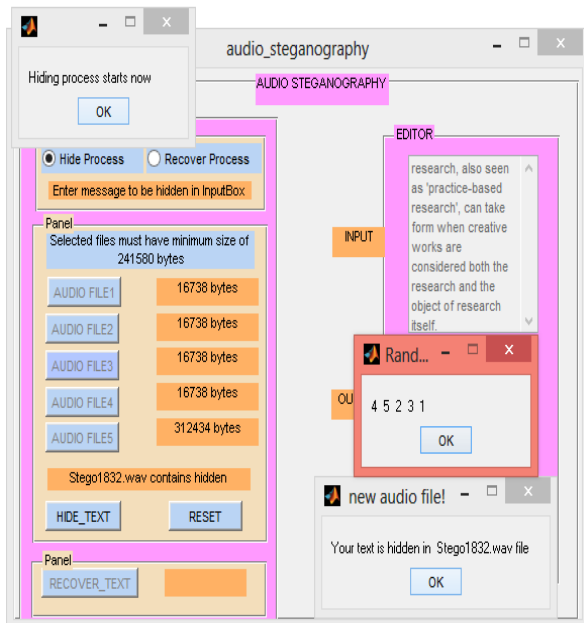 audio_steganography
Hiding process starts now
OK
AUDIO STEGANOGRAPHY
Hide Process
Recover Process
Enter message to be hidden in InputBox
Panel
Selected files must have minimum size of
241580 bytes
AUDIO FILE1
16738 bytes
AUDIO FILE2
16738 bytes
AUDIO FILE3
16738 bytes
AUDIO FILE4
16738 bytes
AUDIO FILE5
312434 bytes
Stego1832.wav contains hidden
HIDE_TEXT
RESET
Panel
RECOVER_TEXT
EDITOR
INPUT
research, also seen
as 'practice-based
research', can take
form when creative
works are
considered both the
research and the
object of research
itself.
OU
Rand...
4 5 2 3 1
OK
new audio file!
Your text is hidden in Stego1832.wav file
OK